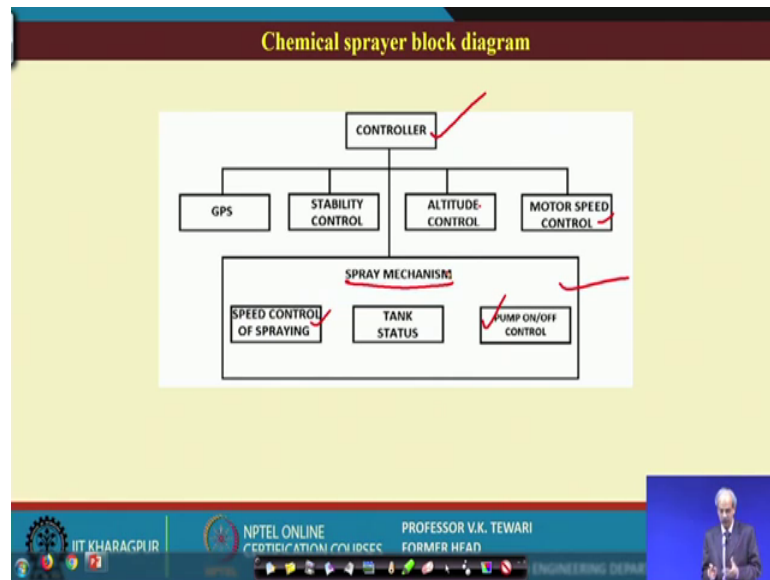 Chemical sprayer block diagram
CONTROLLER
GPS
STABILITY
CONTROL
ALTITUDE
CONTROL
MOTOR SPEED
CONTROL
SPRAY MECHANISM
SPEED CONTROL
OF SPRAYING
TANK
STATUS
PUMP ON/OFF
CONTROL
IIT KHARAGPUR
NPTEL ONLINE
CERTIFICATION COURSES
PROFESSOR V.K. TEWARI
FORMER HEAD
ENGINEERING